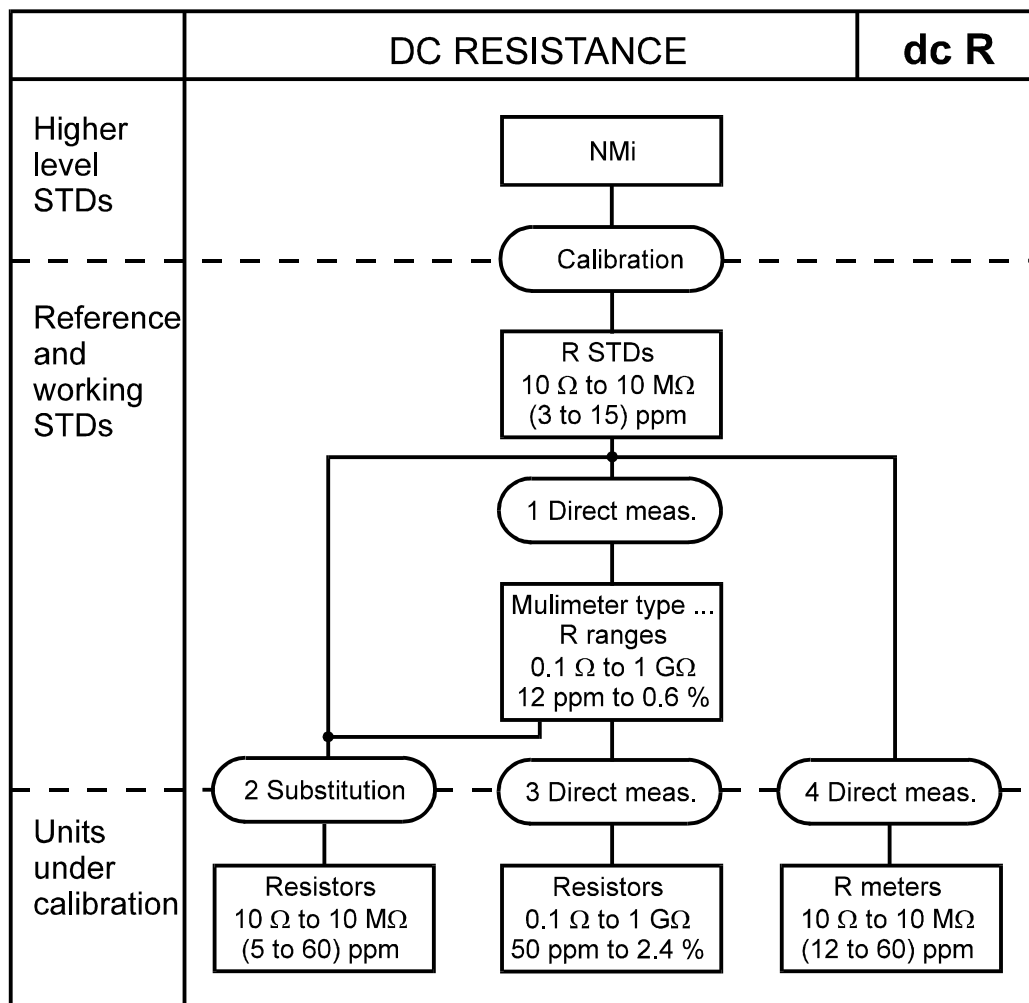 DC RESISTANCE
dc R
Higher
level
STDs
NMi
Calibration
Reference
and
working
STDs
R STDs
10 Ω to 10 MΩ
(3 to 15) ppm
1 Direct meas.
Mulimeter type ...
R ranges
0.1 Ω to 1 GΩ
12 ppm to 0.6 %
2 Substitution
3 Direct meas.
4 Direct meas.
Units
under
calibration
Resistors
10 Ω to 10 MΩ
(5 to 60) ppm
Resistors
0.1 Ω to 1 GΩ
50 ppm to 2.4 %
R meters
10 Ω to 10 MΩ
(12 to 60) ppm